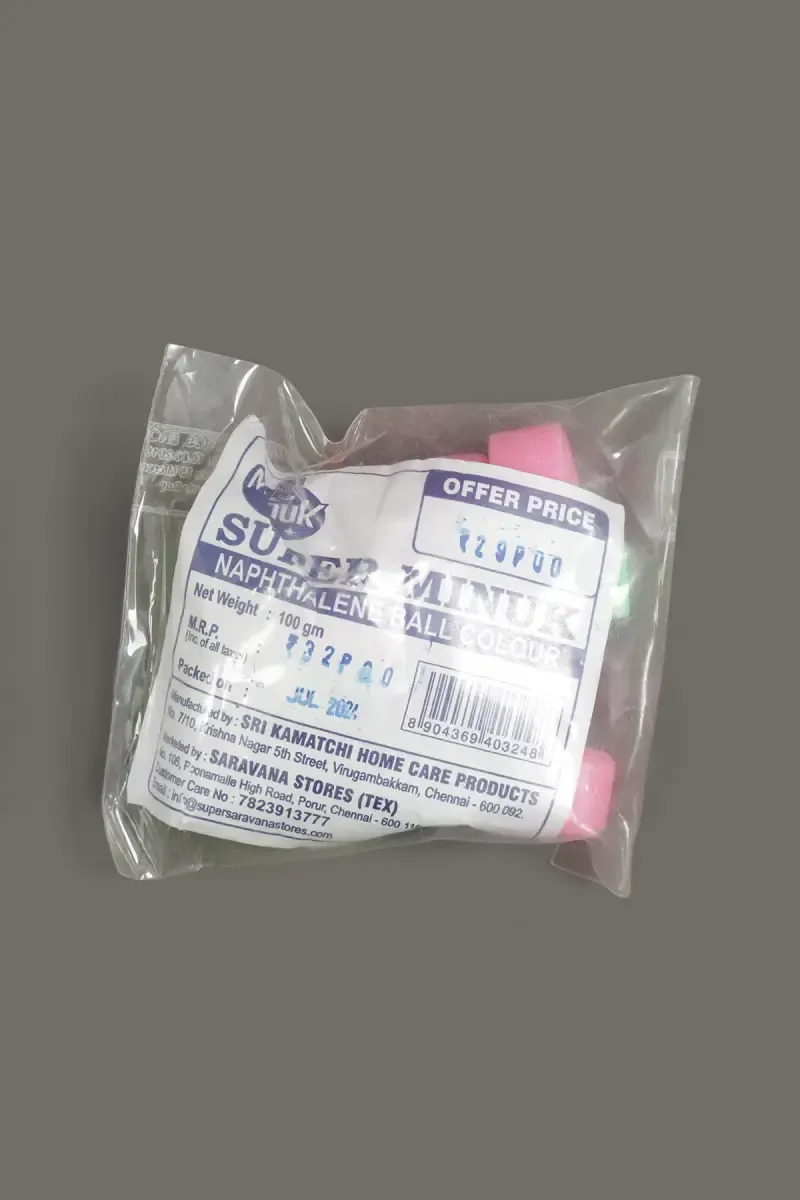 OFFER PRICE
₹29P00
SUPER MINUK
NAPHTHALENE BALL COLOUR
Net Weight : 100 gm
M.R.P. : ₹32P00
(Inc.of all taxes)
Packed on : JUL 2024
8 904369 403248
Manufactured by : SRI KAMATCHI HOME CARE PRODUCTS
No. 7/10, Krishna Nagar 5th Street, Virugambakkam, Chennai - 600 092.
Marketed by : SARAVANA STORES (TEX)
No. 106, Poonamalle High Road, Porur, Chennai - 600
Customer Care No : 7823913777
Email : info@supersaravanastores.com